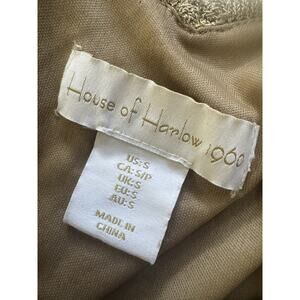 House of Harlow 1960
US:S
CA:S/P
UK:S
EU:S
AU:S
MADE IN
CHINA